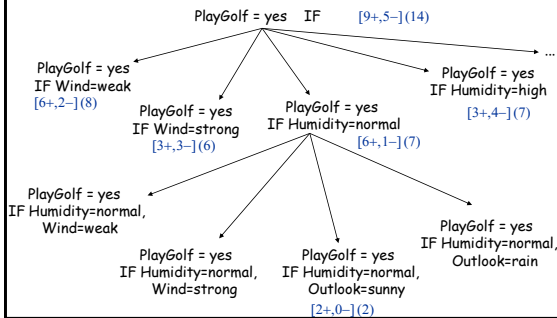 PlayGolf = yes IF [9+,5–] (14)
...
PlayGolf = yes
IF Wind=weak
[6+,2–] (8)
PlayGolf = yes
IF Wind=strong
[3+,3–] (6)
PlayGolf = yes
IF Humidity=normal
[6+,1–] (7)
PlayGolf = yes
IF Humidity=high
[3+,4–] (7)
PlayGolf = yes
IF Humidity=normal,
Wind=weak
PlayGolf = yes
IF Humidity=normal,
Wind=strong
PlayGolf = yes
IF Humidity=normal,
Outlook=sunny
[2+,0–] (2)
PlayGolf = yes
IF Humidity=normal,
Outlook=rain